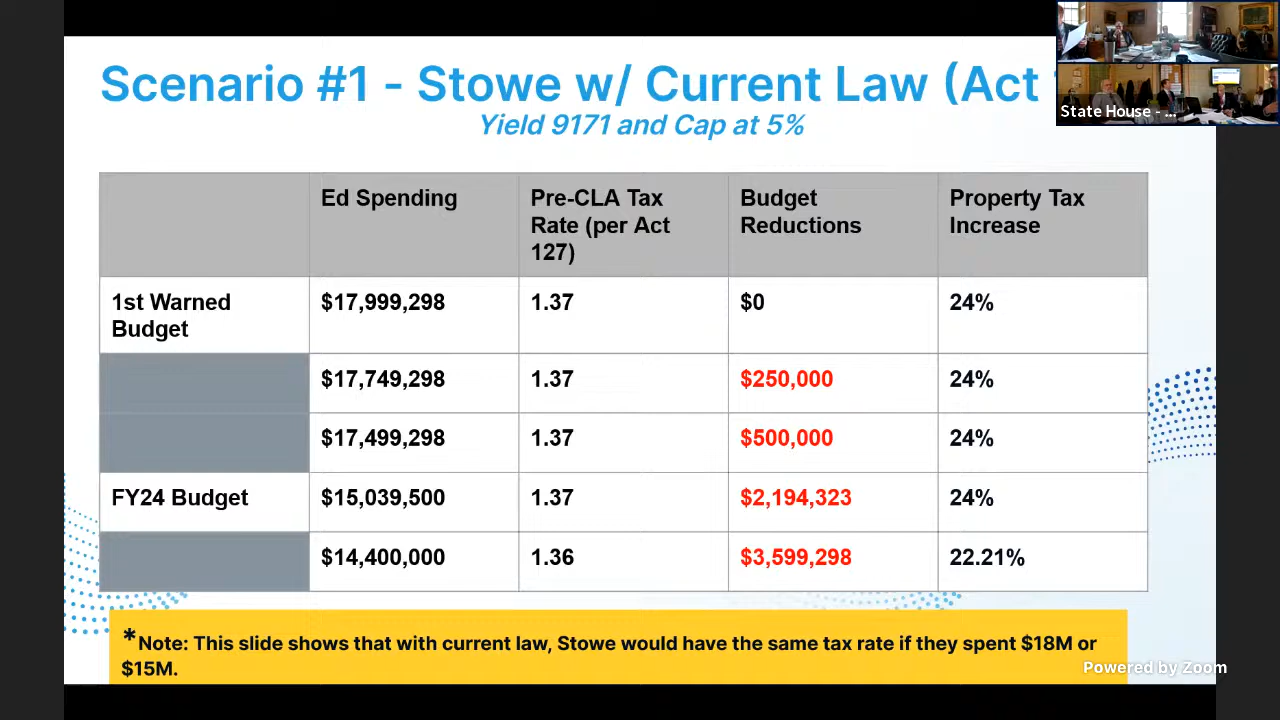 Scenario #1 - Stowe w/ Current Law (Act
Yield 9171 and Cap at 5%
State House - ...
Ed Spending
Pre-CLA Tax
Rate (per Act
127)
Budget
Reductions
Property Tax
Increase
1st Warned
Budget
$17,999,298
1.37
$0
24%
$17,749,298
1.37
$250,000
24%
$17,499,298
1.37
$500,000
24%
FY24 Budget
$15,039,500
1.37
$2,194,323
24%
$14,400,000
1.36
$3,599,298
22.21%
*Note: This slide shows that with current law, Stowe would have the same tax rate if they spent $18M or
$15M.
Powered by Zoom